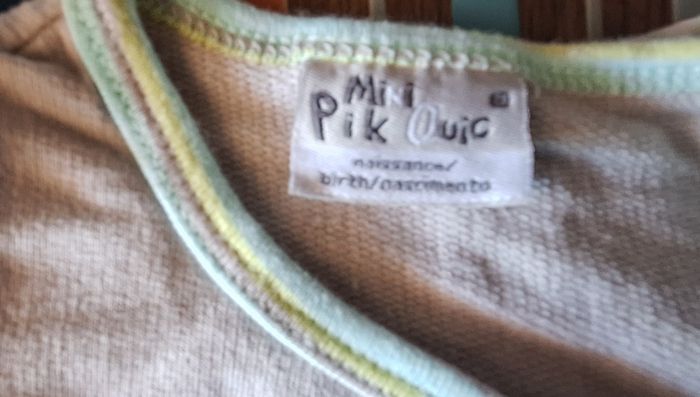 Mini
Pik Ouic
naissance/
birth/nascimento